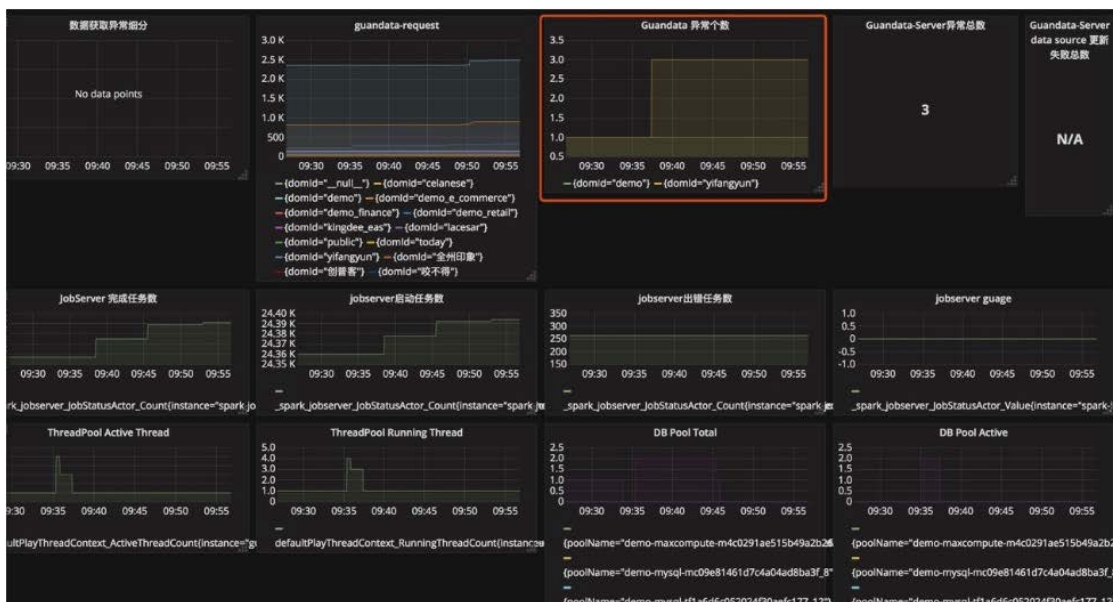 数据获取异常细分
No data points
09:30 09:35 09:40 09:45 09:50 09:55
guandata-request
3.0 K
2.5 K
2.0 K
1.5 K
1.0 K
500
0
09:30 09:35 09:40 09:45 09:50 09:55
{domId="__null__"} {domId="celanese"}
{domId="demo"} {domId="demo_e_commerce"}
{domId="demo_finance"} {domId="demo_retail"}
{domId="kingdee_eas"} {domId="lacesar"}
{domId="public"} {domId="today"}
{domId="yifangyun"} {domId="全州印象"}
{domId="创普客"} {domId="咬不得"}
Guandata 异常个数
3.5
3.0
2.5
2.0
1.5
1.0
0.5
09:30 09:35 09:40 09:45 09:50 09:55
{domId="demo"} {domId="yifangyun"}
Guandata-Server异常总数
3
Guandata-Server
data source 更新
失败总数
N/A
JobServer 完成任务数
09:30 09:35 09:40 09:45 09:50 09:55
ark_jobserver_JobStatusActor_Count{instance="spark-jo
jobserver启动任务数
24.40 K
24.39 K
24.38 K
24.37 K
24.36 K
24.35 K
09:30 09:35 09:40 09:45 09:50 09:55
_spark_jobserver_JobStatusActor_Count{instance="spark-j
jobserver出错任务数
350
300
250
200
150
09:30 09:35 09:40 09:45 09:50 09:55
_spark_jobserver_JobStatusActor_Count{instance="spark-j
jobserver guage
1.0
0.5
0
-0.5
-1.0
09:30 09:35 09:40 09:45 09:50 09:55
_spark_jobserver_JobStatusActor_Value{instance="spark-
ThreadPool Active Thread
9:30 09:35 09:40 09:45 09:50 09:55
ultPlayThreadContext_ActiveThreadCount{instance="g
ThreadPool Running Thread
5.0
4.0
3.0
2.0
1.0
0
09:30 09:35 09:40 09:45 09:50 09:55
defaultPlayThreadContext_RunningThreadCount{instance=
DB Pool Total
2.5
2.0
1.5
1.0
0.5
0
09:30 09:35 09:40 09:45 09:50 09:55
{poolName="demo-maxcompute-m4c0291ae515b49a2b2
{poolName="demo-mysql-mc09e81461d7c4a04ad8ba3f_8"
DB Pool Active
2.5
2.0
1.5
1.0
0.5
0
09:30 09:35 09:40 09:45 09:50 09:55
{poolName="demo-maxcompute-m4c0291ae515b49a2b2
{poolName="demo-mysql-mc09e81461d7c4a04ad8ba3f_